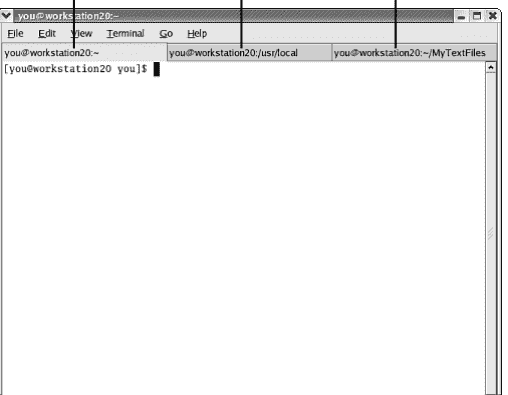 you@workstation20:~
File Edit View Terminal Go Help
you@workstation20:~ you@workstation20:/usr/local you@workstation20:~/MyTextFiles
[you@workstation20 you]$